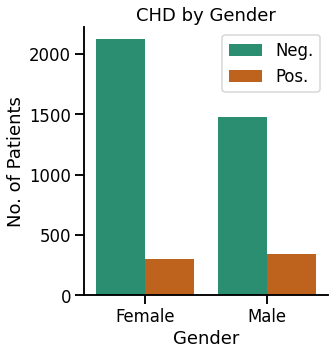 CHD by Gender
Neg.
Pos.
No. of Patients
2000
1500
1000
500
0
Female
Male
Gender